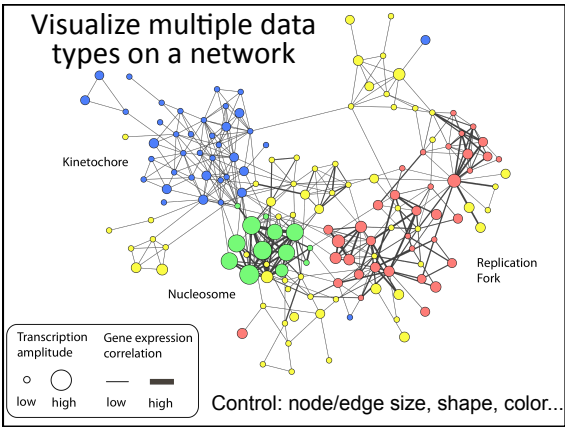 Visualize multiple data
types on a network
Kinetochore
Nucleosome
Replication
Fork
Transcription
amplitude
Gene expression
correlation
low
high
low
high
Control: node/edge size, shape, color...